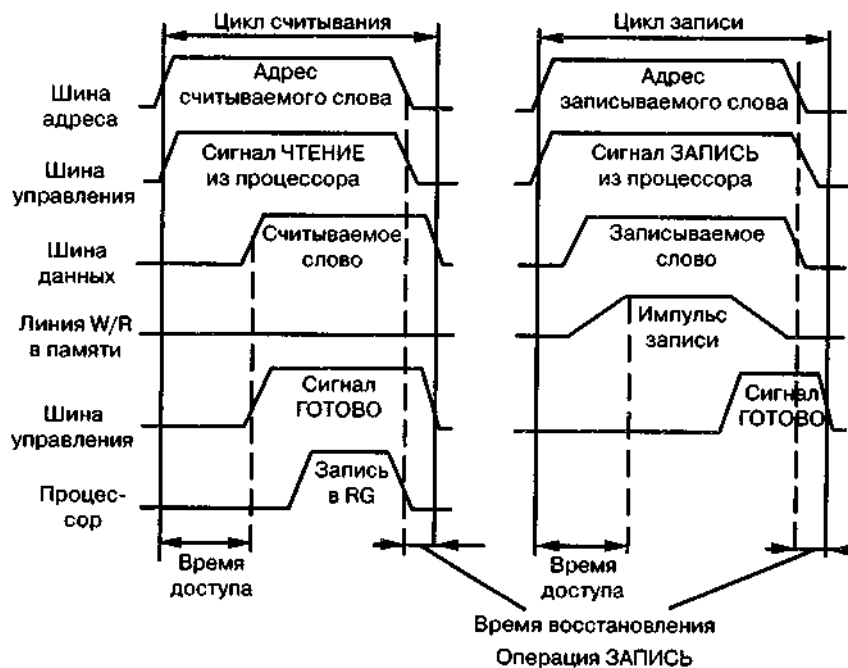 Цикл считывания
Цикл записи
Шина
адреса
Адрес
считываемого слова
Адрес
записываемого слова
Шина
управления
Сигнал ЧТЕНИЕ
из процессора
Сигнал ЗАПИСЬ
из процессора
Шина
данных
Считываемое
слово
Записываемое
слово
Линия W/R
в памяти
Импульс
записи
Шина
управления
Сигнал
ГОТОВО
Сигнал
ГОТОВО
Процес-
сор
Запись
в RG
Время
доступа
Время
доступа
Время восстановления
Операция ЗАПИСЬ